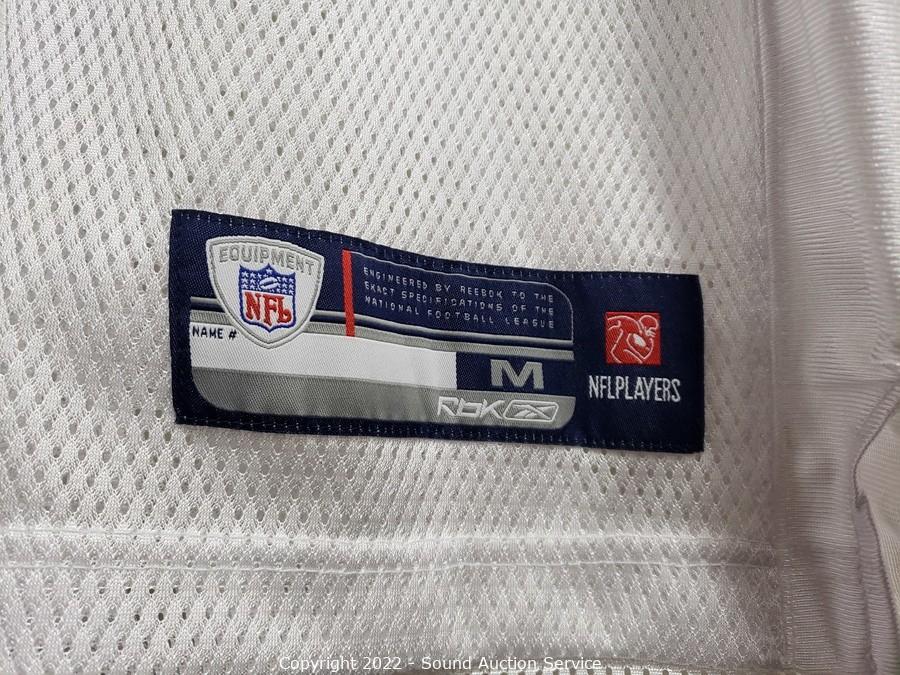 EQUIPMENT
NFL
ENGINEERED BY REEBOK TO THE
EXACT SPECIFICATIONS OF THE
NATIONAL FOOTBALL LEAGUE
NAME #
M
RbK
NFLPLAYERS
Copyright 2022 - Sound Auction Service